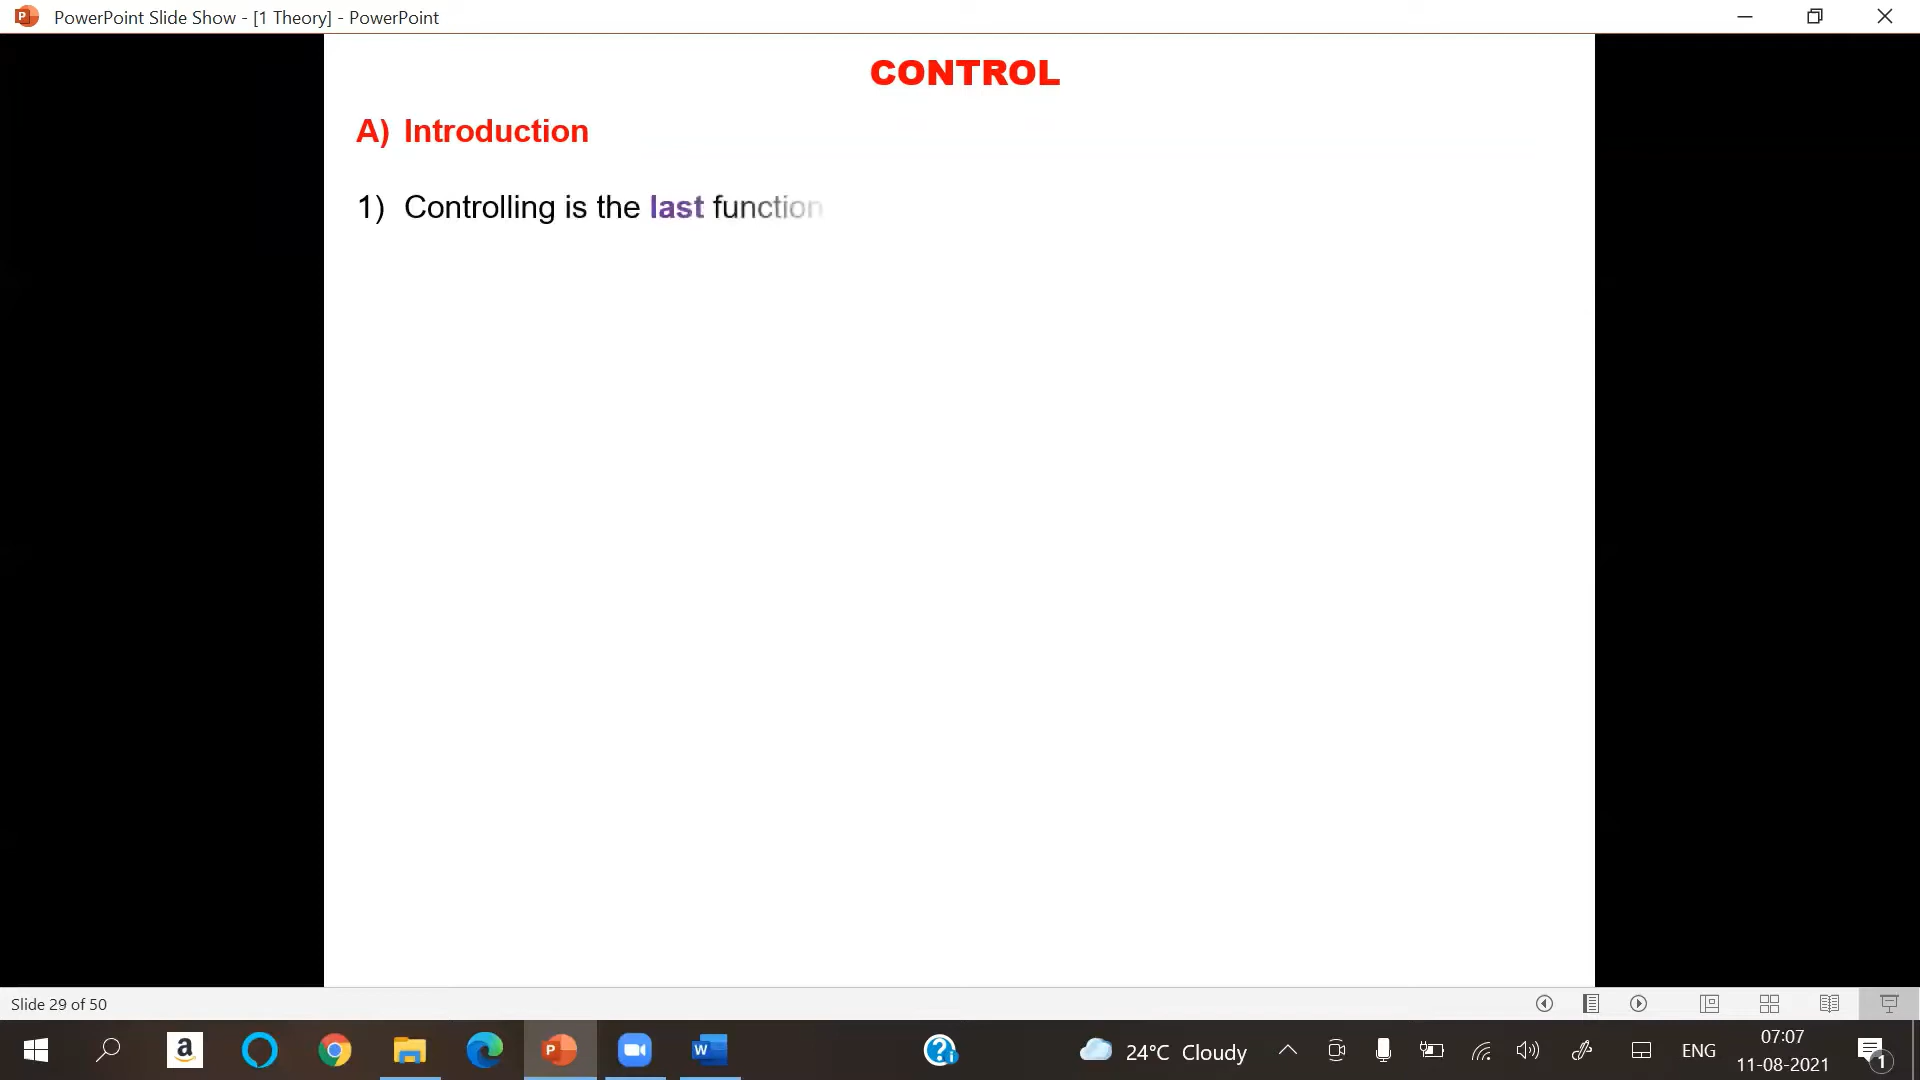 PowerPoint Slide Show - [1 Theory] - PowerPoint
CONTROL
A) Introduction
1) Controlling is the last function
Slide 29 of 50
24°C Cloudy
ENG
07:07
11-08-2021
1